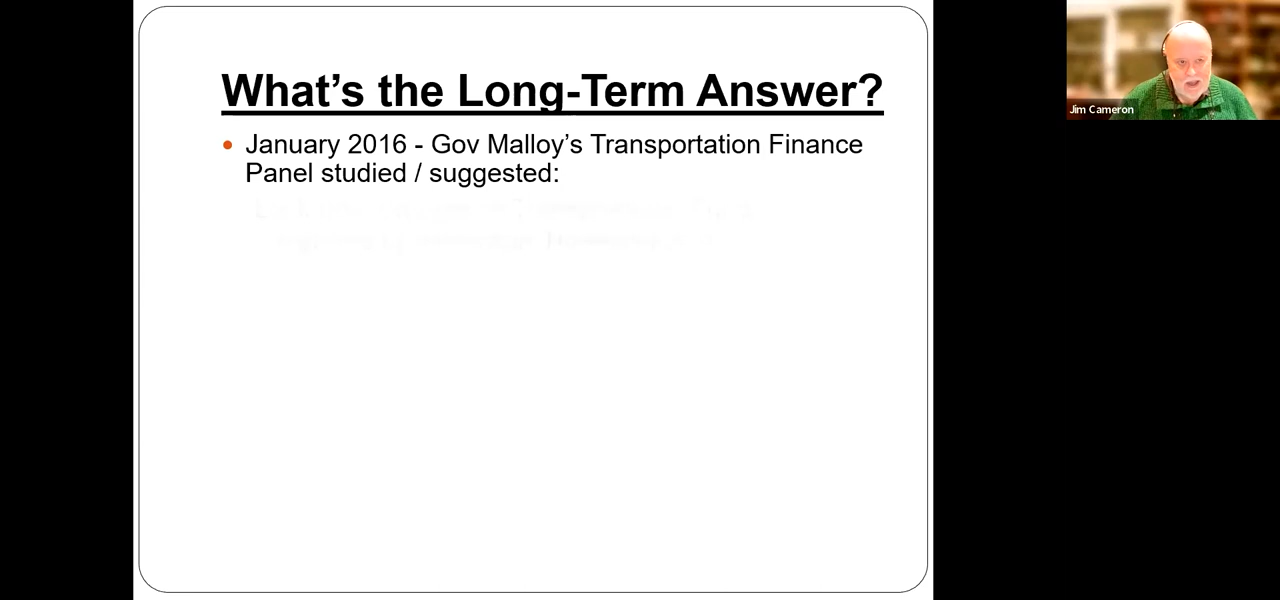 What's the Long-Term Answer?
January 2016 - Gov Malloy's Transportation Finance
Panel studied / suggested:
Jim Cameron